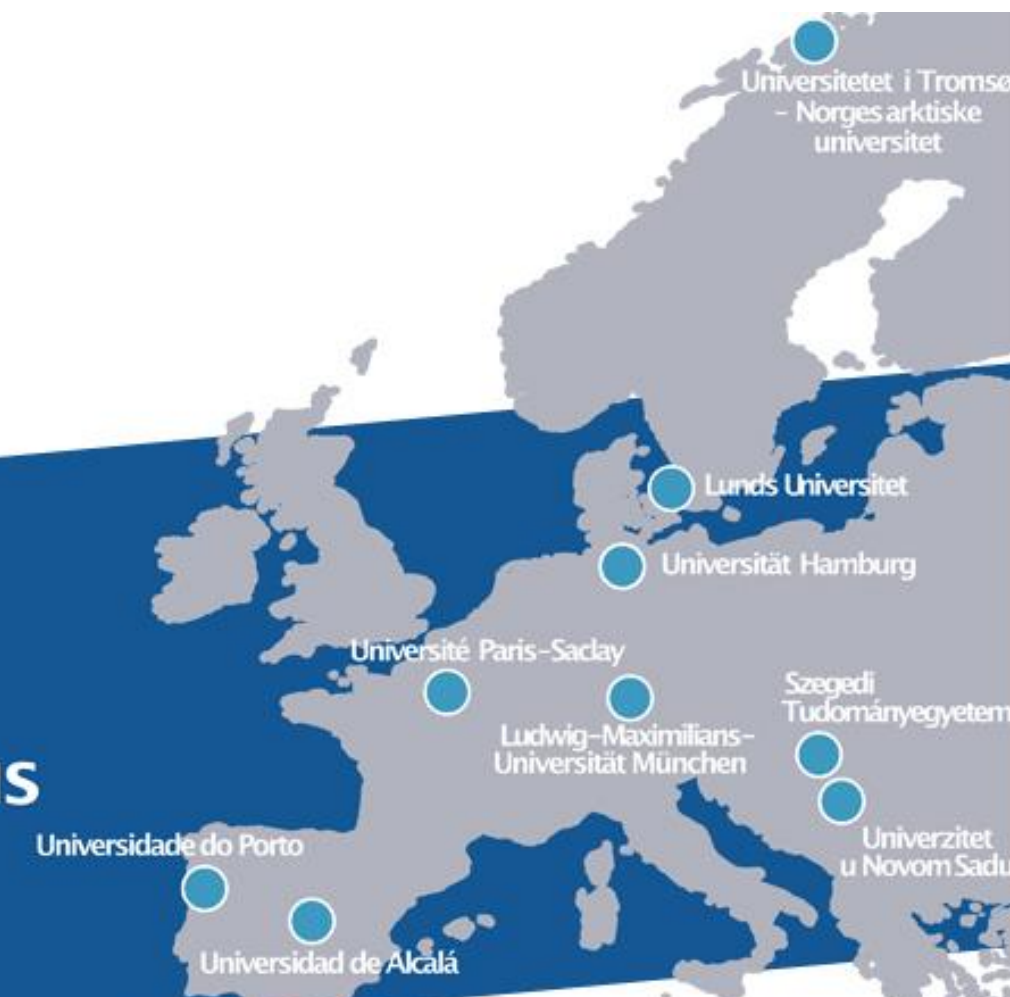 Universitetet i Tromsø
- Norges arktiske
universitet
Lunds Universitet
Universität Hamburg
Université Paris-Saclay
Szegedi
Tudományegyetem
Ludwig-Maximilians-
Universität München
Universidade do Porto
Univerzitet
u Novom Sadu
Universidad de Alcalá